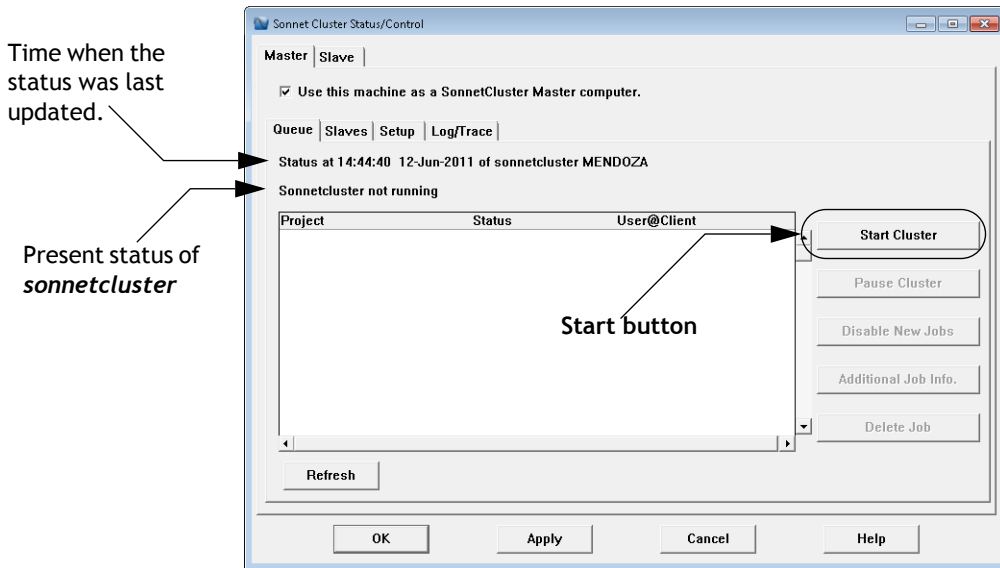 Sonnet Cluster Status/Control
Time when the
status was last
updated.
Master Slave
Use this machine as a SonnetCluster Master computer.
Queue Slaves Setup Log/Trace
Status at 14:44:40 12-Jun-2011 of sonnetcluster MENDOZA
Sonnetcluster not running
Project Status User@Client
Start Cluster
Present status of
sonnetcluster
Pause Cluster
Start button
Disable New Jobs
Additional Job Info.
Delete Job
Refresh
OK Apply Cancel Help